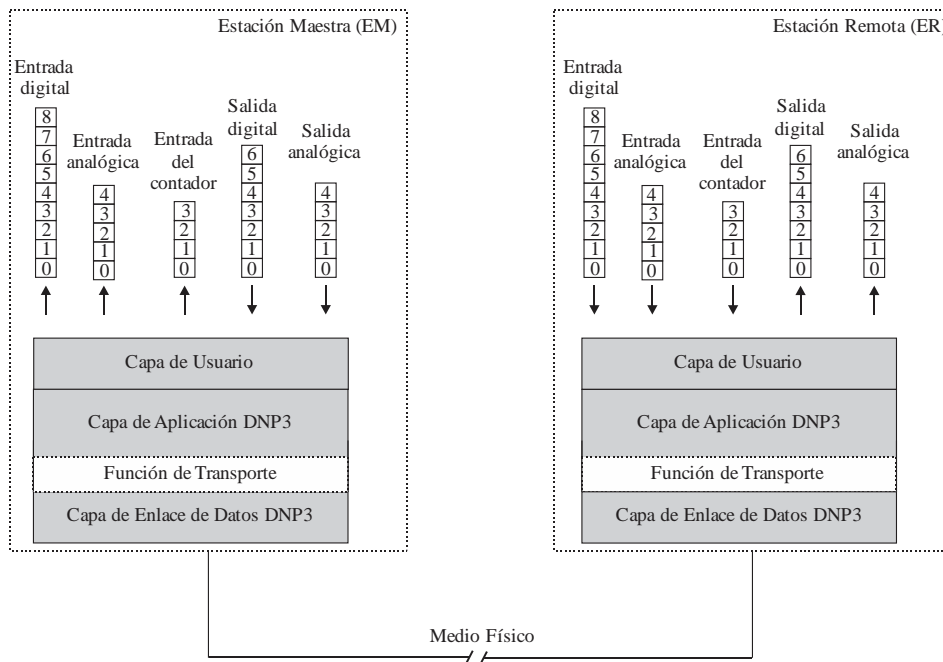 Estación Maestra (EM)
Entrada
digital
8
7
6
5
4
3
2
1
0
Entrada
analógica
4
3
2
1
0
Entrada
del
contador
3
2
1
0
Salida
digital
6
5
4
3
2
1
0
Salida
analógica
4
3
2
1
0
Capa de Usuario
Capa de Aplicación DNP3
Función de Transporte
Capa de Enlace de Datos DNP3
Estación Remota (ER)
Entrada
digital
8
7
6
5
4
3
2
1
0
Entrada
analógica
4
3
2
1
0
Entrada
del
contador
3
2
1
0
Salida
digital
6
5
4
3
2
1
0
Salida
analógica
4
3
2
1
0
Capa de Usuario
Capa de Aplicación DNP3
Función de Transporte
Capa de Enlace de Datos DNP3
Medio Físico